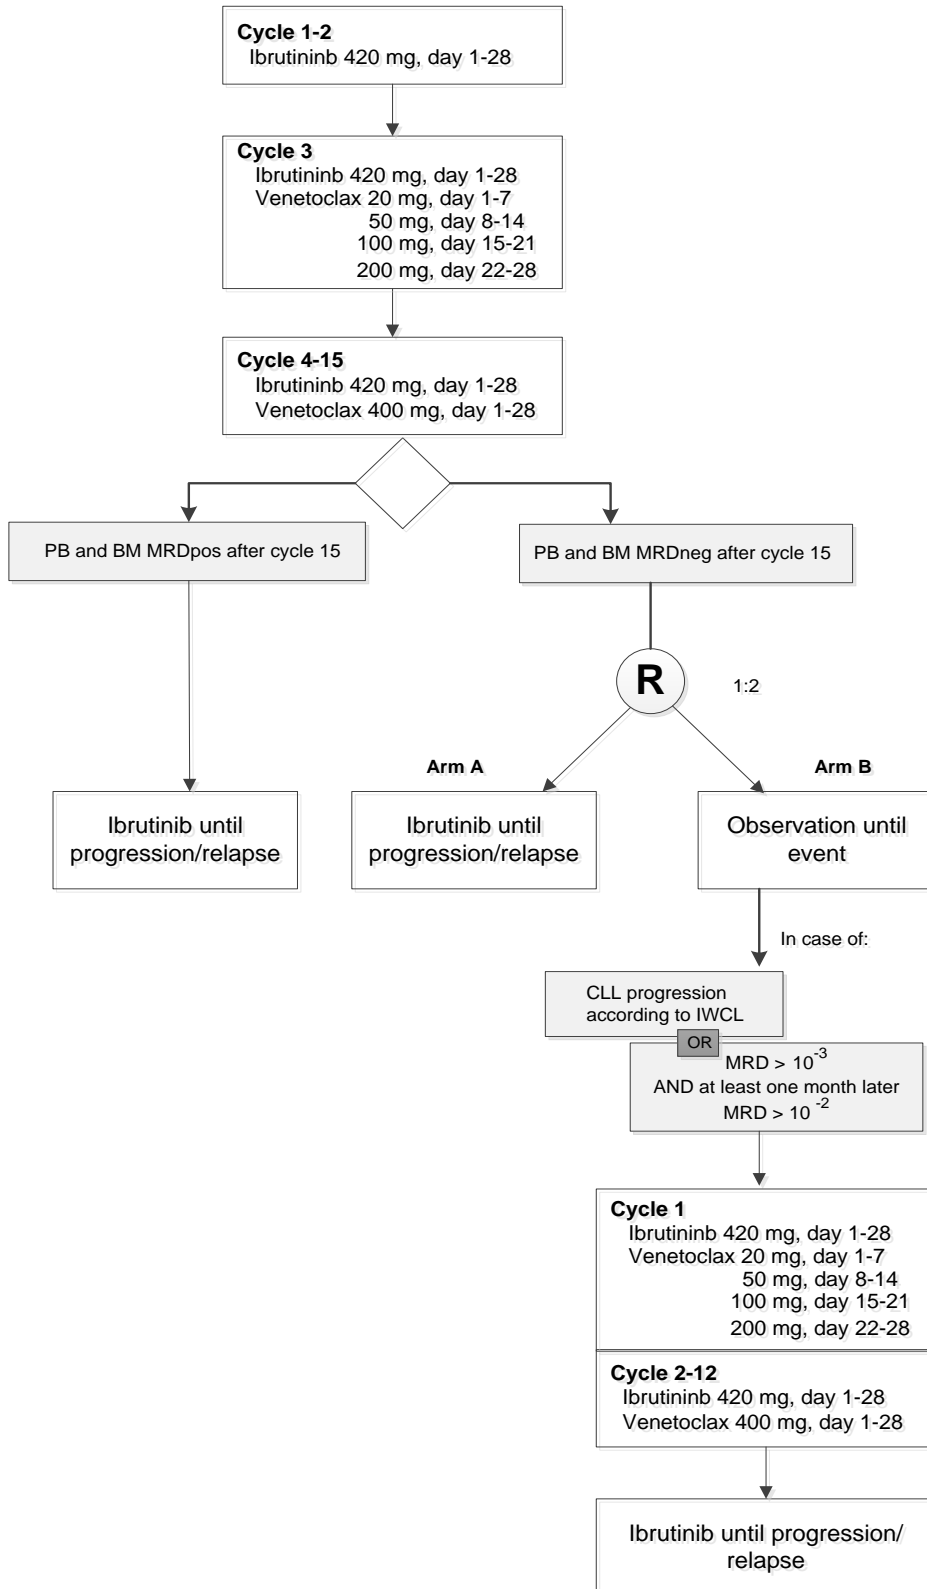 Cycle 1-2
Ibrutininb 420 mg, day 1-28
Cycle 3
Ibrutininb 420 mg, day 1-28
Venetoclax 20 mg, day 1-7
50 mg, day 8-14
100 mg, day 15-21
200 mg, day 22-28
Cycle 4-15
Ibrutininb 420 mg, day 1-28
Venetoclax 400 mg, day 1-28
PB and BM MRDpos after cycle 15
PB and BM MRDneg after cycle 15
R
1:2
Arm A
Arm B
Ibrutinib until
progression/relapse
Ibrutinib until
progression/relapse
Observation until
event
In case of:
CLL progression
according to IWCL
OR
MRD > 10^-3
AND at least one month later
MRD > 10^-2
Cycle 1
Ibrutininb 420 mg, day 1-28
Venetoclax 20 mg, day 1-7
50 mg, day 8-14
100 mg, day 15-21
200 mg, day 22-28
Cycle 2-12
Ibrutininb 420 mg, day 1-28
Venetoclax 400 mg, day 1-28
Ibrutinib until progression/
relapse